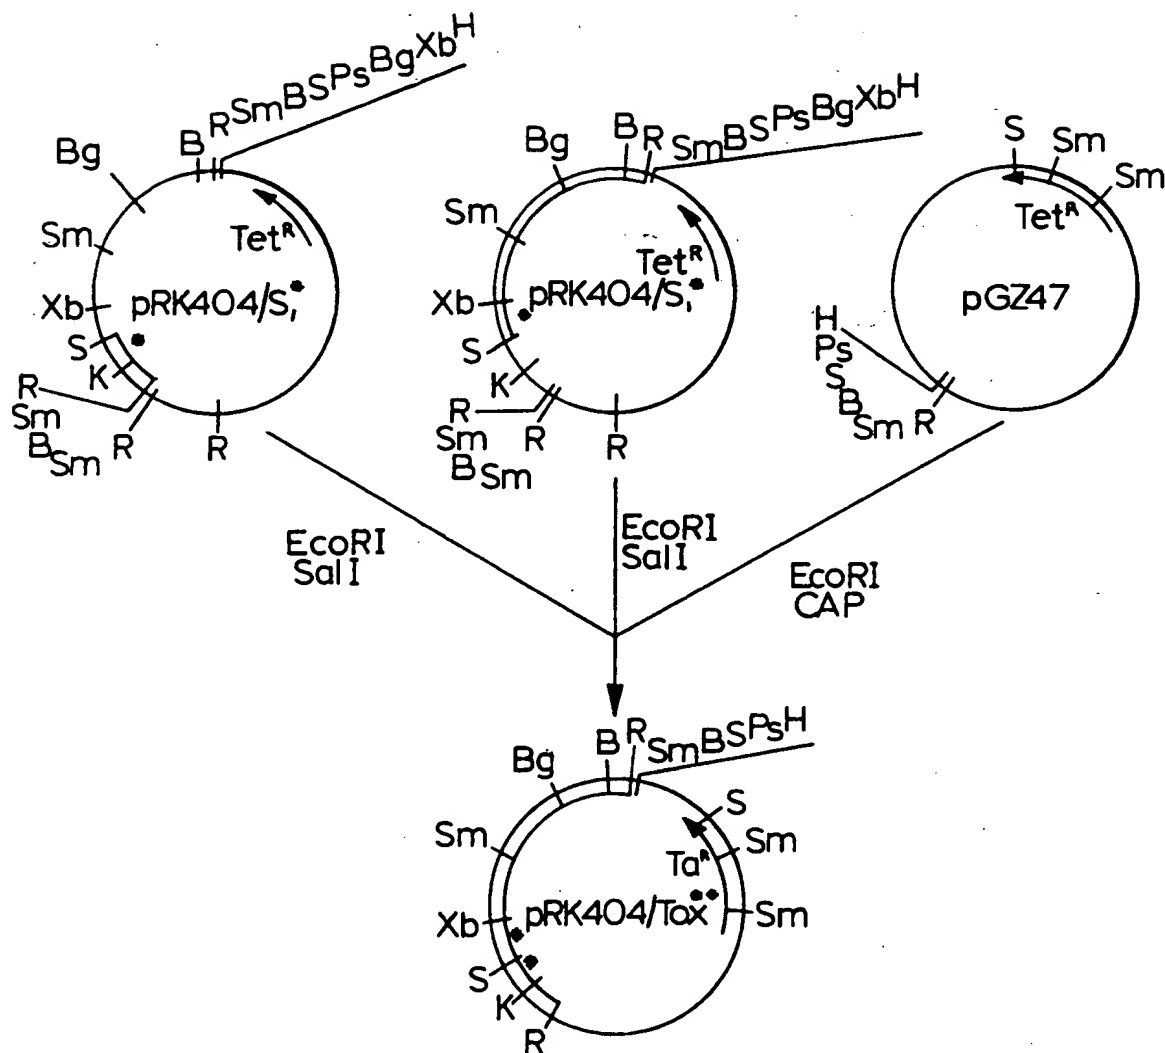 B R Sm B S Ps Bg Xb H
Bg
Sm
Xb
S
K
R
Sm
B Sm
R
R
Tet^R
pRK404/S₁*
B R Sm B S Ps Bg Xb H
Bg
Sm
Xb
S
K
R
Sm
B Sm
R
R
Tet^R
pRK404/S₁*
S
Sm
Sm
Tet^R
pGZ47
H
Ps
S
B
Sm
R
EcoRI
SalI
EcoRI
SalI
EcoRI
CAP
B R Sm B S Ps H
Bg
Sm
Xb
S
K
R
S
Sm
Sm
Ta^R
pRK404/Tox**